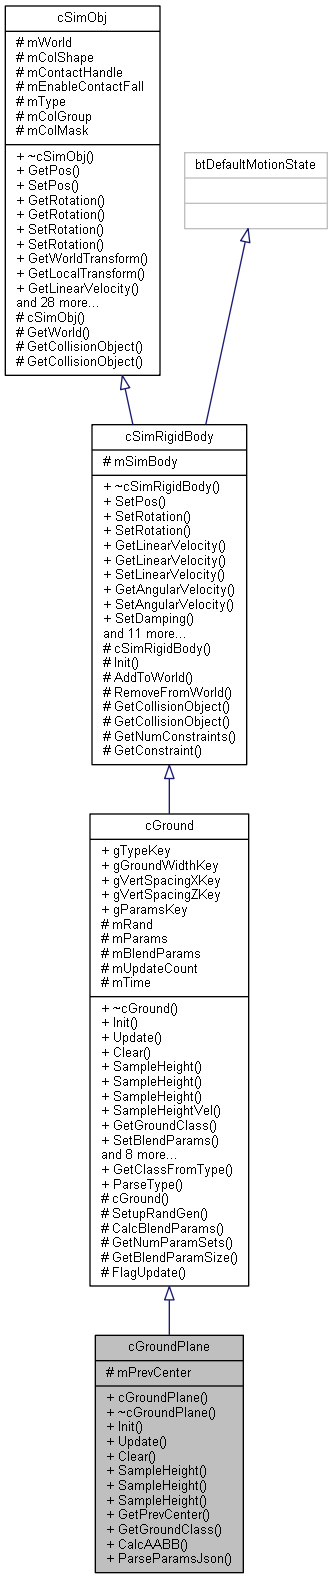 cSimObj
# mWorld
# mColShape
# mContactHandle
# mEnableContactFall
# mType
# mColGroup
# mColMask
+ ~cSimObj()
+ GetPos()
+ SetPos()
+ GetRotation()
+ GetRotation()
+ SetRotation()
+ SetRotation()
+ GetWorldTransform()
+ GetLocalTransform()
+ GetLinearVelocity()
and 28 more...
# cSimObj()
# GetWorld()
# GetCollisionObject()
# GetCollisionObject()
btDefaultMotionState
cSimRigidBody
# mSimBody
+ ~cSimRigidBody()
+ SetPos()
+ SetRotation()
+ SetRotation()
+ GetLinearVelocity()
+ GetLinearVelocity()
+ SetLinearVelocity()
+ GetAngularVelocity()
+ SetAngularVelocity()
+ SetDamping()
and 11 more...
# cSimRigidBody()
# Init()
# AddToWorld()
# RemoveFromWorld()
# GetCollisionObject()
# GetCollisionObject()
# GetNumConstraints()
# GetConstraint()
cGround
+ gTypeKey
+ gGroundWidthKey
+ gVertSpacingXKey
+ gVertSpacingZKey
+ gParamsKey
# mRand
# mParams
# mBlendParams
# mUpdateCount
# mTime
+ ~cGround()
+ Init()
+ Update()
+ Clear()
+ SampleHeight()
+ SampleHeight()
+ SampleHeight()
+ SampleHeightVel()
+ GetGroundClass()
+ SetBlendParams()
and 8 more...
+ GetClassFromType()
+ ParseType()
# cGround()
# SetupRandGen()
# CalcBlendParams()
# GetNumParamSets()
# GetBlendParamSize()
# FlagUpdate()
cGroundPlane
# mPrevCenter
+ cGroundPlane()
+ ~cGroundPlane()
+ Init()
+ Update()
+ Clear()
+ SampleHeight()
+ SampleHeight()
+ SampleHeight()
+ GetPrevCenter()
+ GetGroundClass()
+ CalcAABB()
+ ParseParamsJson()